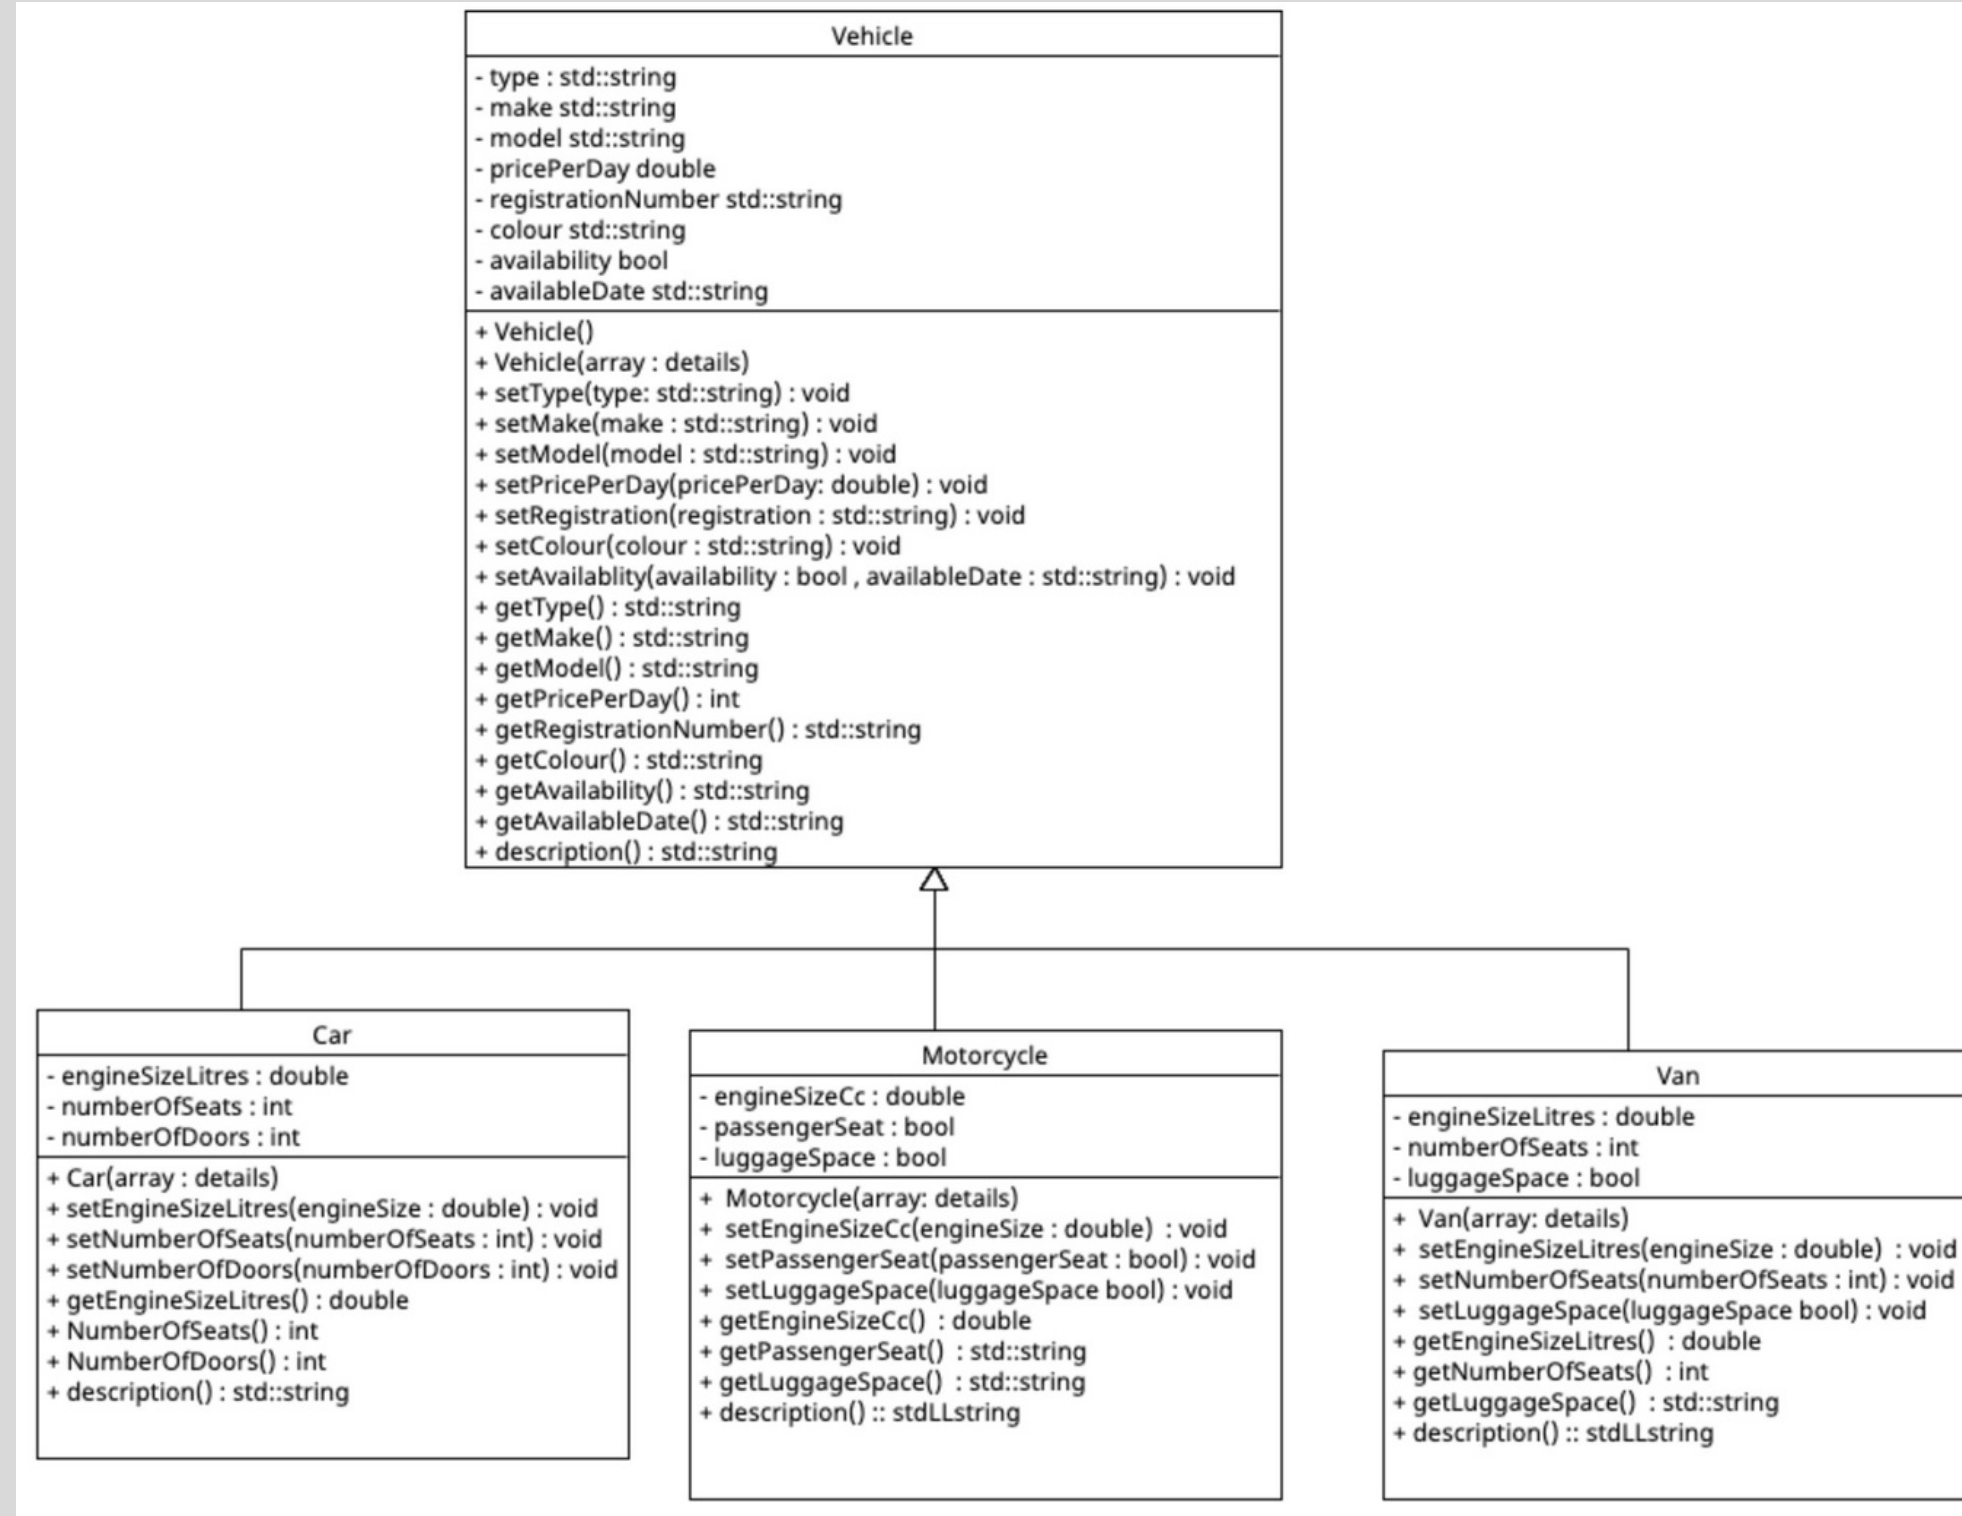 Vehicle
- type : std::string
- make std::string
- model std::string
- pricePerDay double
- registrationNumber std::string
- colour std::string
- availability bool
- availableDate std::string
+ Vehicle()
+ Vehicle(array : details)
+ setType(type: std::string) : void
+ setMake(make : std::string) : void
+ setModel(model : std::string) : void
+ setPricePerDay(pricePerDay: double) : void
+ setRegistration(registration : std::string) : void
+ setColour(colour : std::string) : void
+ setAvailablity(availability : bool , availableDate : std::string) : void
+ getType() : std::string
+ getMake() : std::string
+ getModel() : std::string
+ getPricePerDay() : int
+ getRegistrationNumber() : std::string
+ getColour() : std::string
+ getAvailability() : std::string
+ getAvailableDate() : std::string
+ description() : std::string
Car
- engineSizeLitres : double
- numberOfSeats : int
- numberOfDoors : int
+ Car(array : details)
+ setEngineSizeLitres(engineSize : double) : void
+ setNumberOfSeats(numberOfSeats : int) : void
+ setNumberOfDoors(numberOfDoors : int) : void
+ getEngineSizeLitres() : double
+ NumberOfSeats() : int
+ NumberOfDoors() : int
+ description() : std::string
Motorcycle
- engineSizeCc : double
- passengerSeat : bool
- luggageSpace : bool
+ Motorcycle(array: details)
+ setEngineSizeCc(engineSize : double) : void
+ setPassengerSeat(passengerSeat : bool) : void
+ setLuggageSpace(luggageSpace bool) : void
+ getEngineSizeCc() : double
+ getPassengerSeat() : std::string
+ getLuggageSpace() : std::string
+ description() :: stdLLstring
Van
- engineSizeLitres : double
- numberOfSeats : int
- luggageSpace : bool
+ Van(array: details)
+ setEngineSizeLitres(engineSize : double) : void
+ setNumberOfSeats(numberOfSeats : int) : void
+ setLuggageSpace(luggageSpace bool) : void
+ getEngineSizeLitres() : double
+ getNumberOfSeats() : int
+ getLuggageSpace() : std::string
+ description() :: stdLLstring